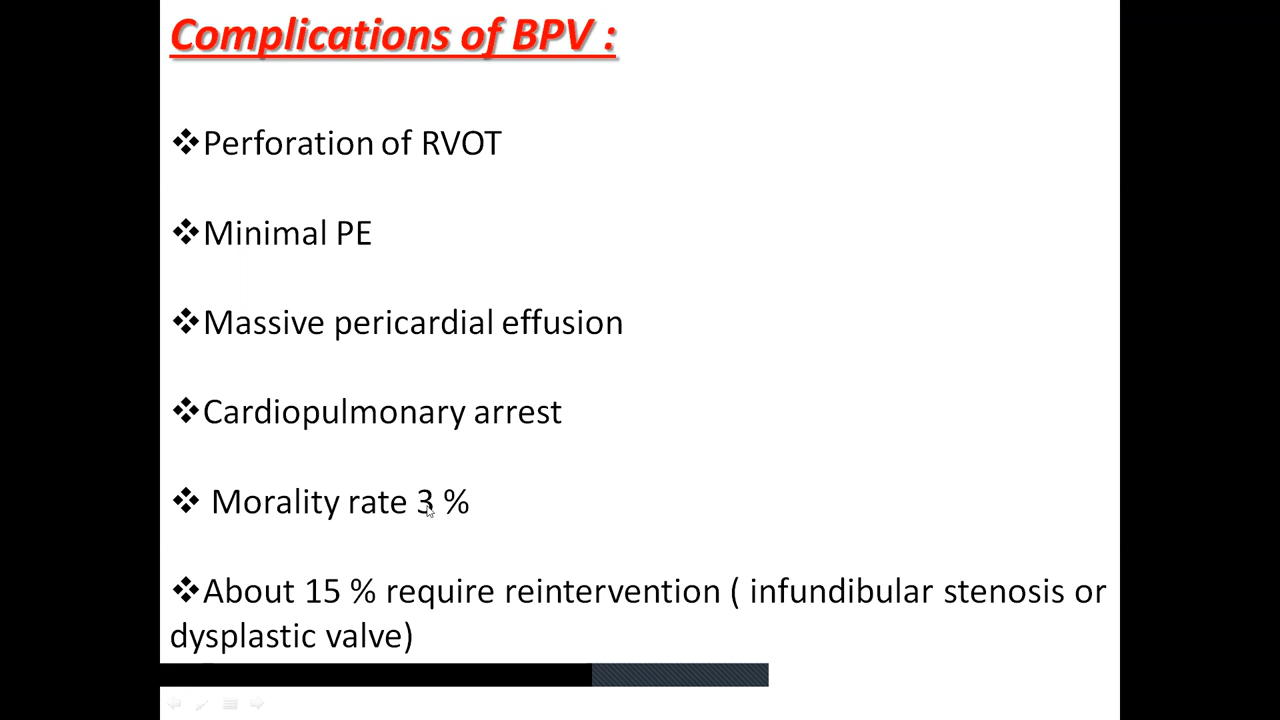 Complications of BPV :
❖Perforation of RVOT
❖Minimal PE
❖Massive pericardial effusion
❖Cardiopulmonary arrest
❖ Morality rate 3 %
❖About 15 % require reintervention ( infundibular stenosis or
dysplastic valve)